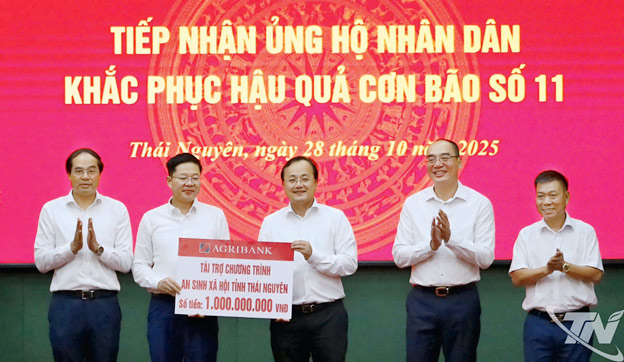 TIẾP NHẬN ỦNG HỘ NHÂN DÂN
KHẮC PHỤC HẬU QUẢ CƠN BÃO SỐ 11
Thái Nguyên, ngày 28 tháng 10 năm 2025
AGRIBANK
TÀI TRỢ CHƯƠNG TRÌNH
AN SINH XÃ HỘI TỈNH THÁI NGUYÊN
Số tiền: 1.000.000.000 VNĐ
TN